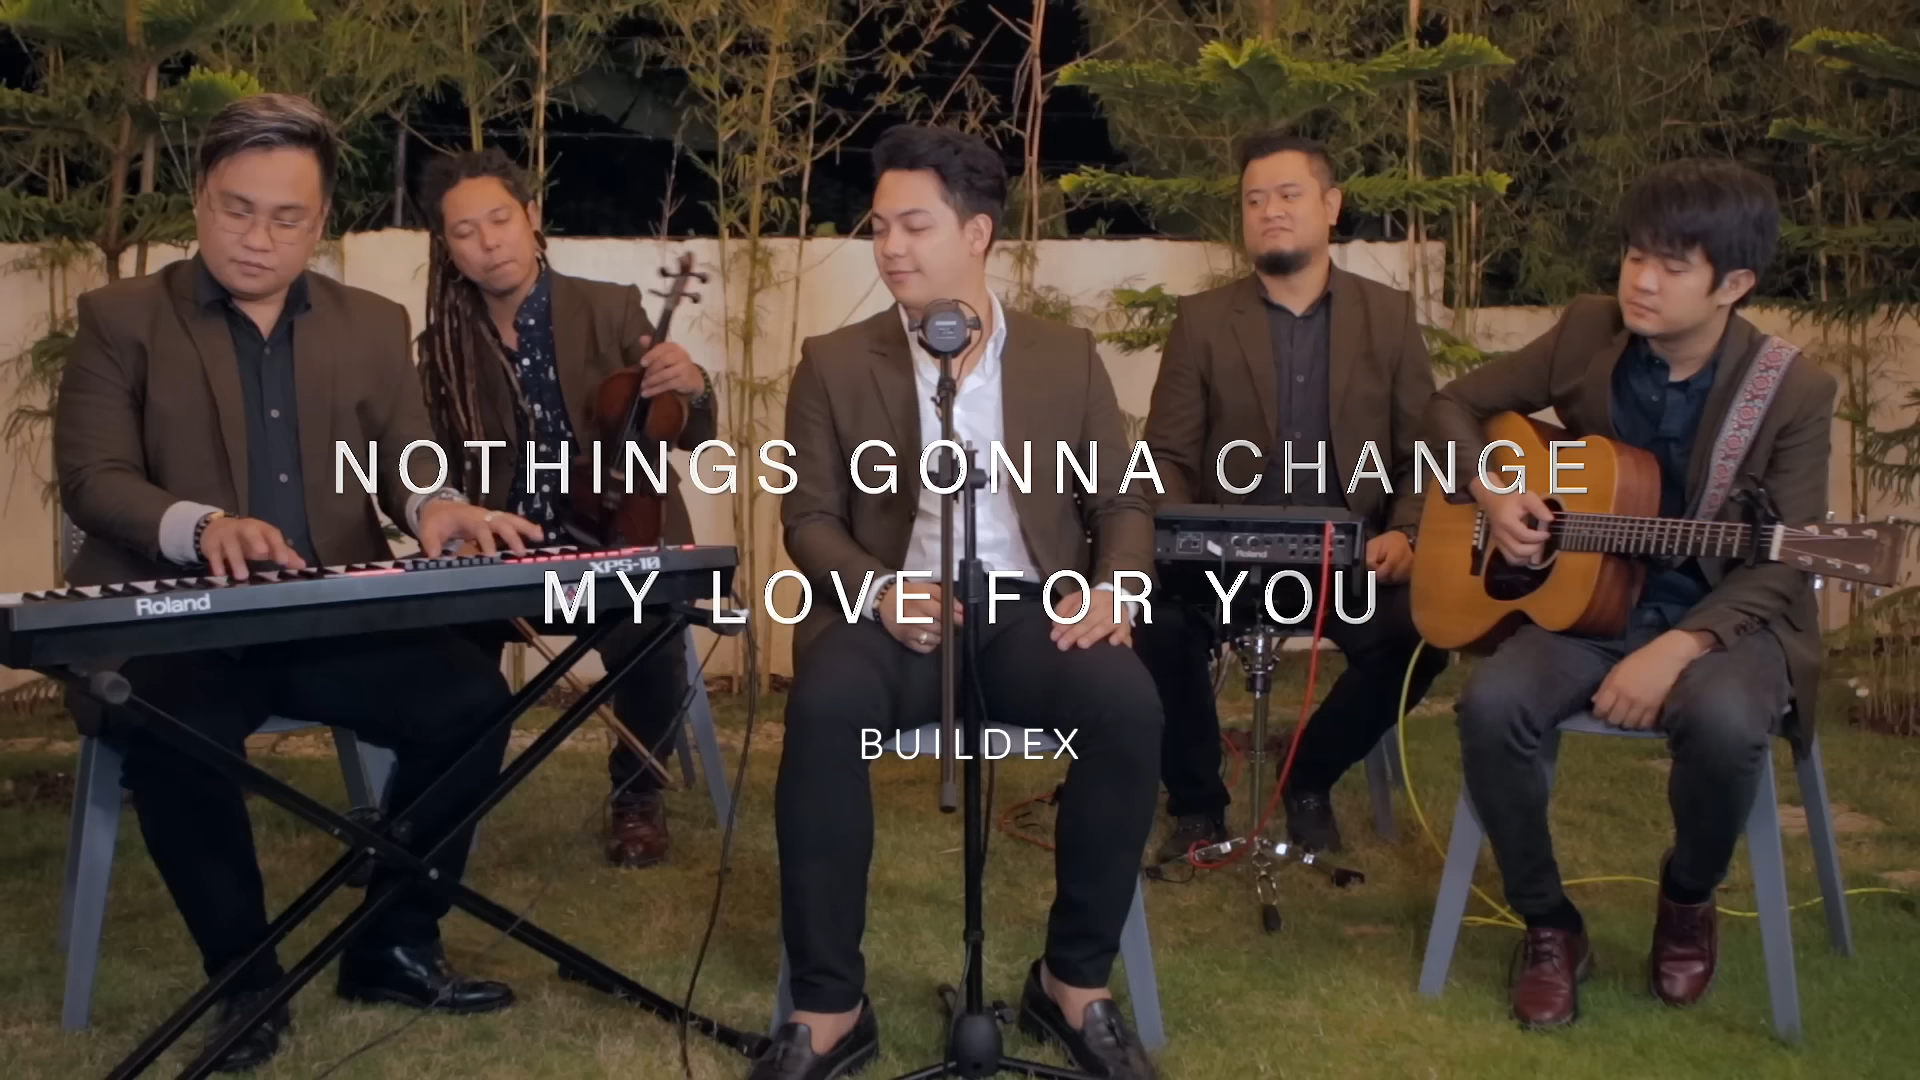 NOTHINGS GONNA CHANGE
MY LOVE FOR YOU
BUILDEX
Roland
XPS-10
Roland